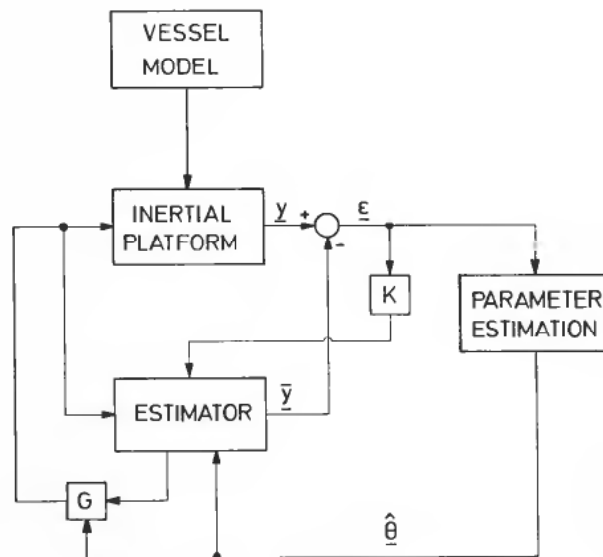 VESSEL
MODEL
INERTIAL
PLATFORM
y
+
-
ε
K
PARAMETER
ESTIMATION
ESTIMATOR
ȳ
G
θ̂